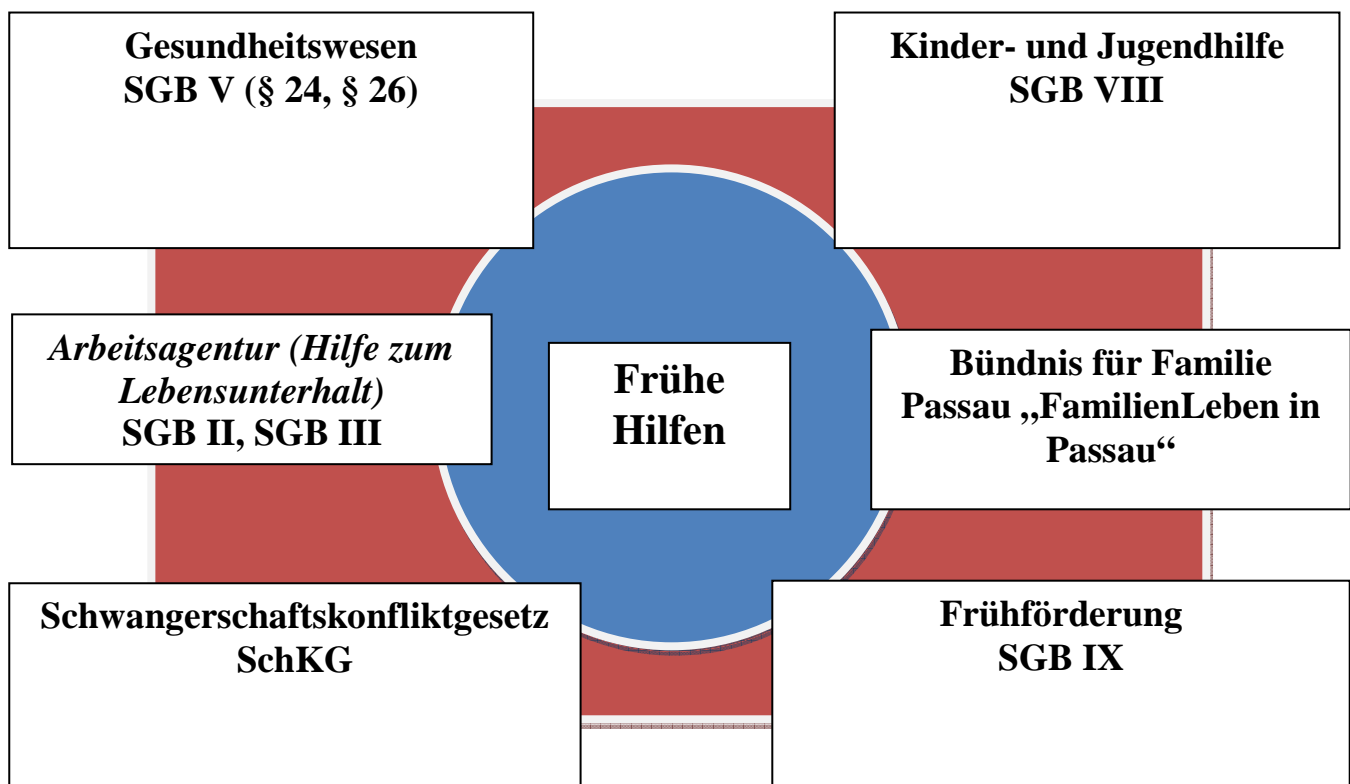 Gesundheitswesen
SGB V (§ 24, § 26)
Kinder- und Jugendhilfe
SGB VIII
Arbeitsagentur (Hilfe zum
Lebensunterhalt)
SGB II, SGB III
Frühe
Hilfen
Bündnis für Familie
Passau „FamilienLeben in
Passau“
Schwangerschaftskonfliktgesetz
SchKG
Frühförderung
SGB IX